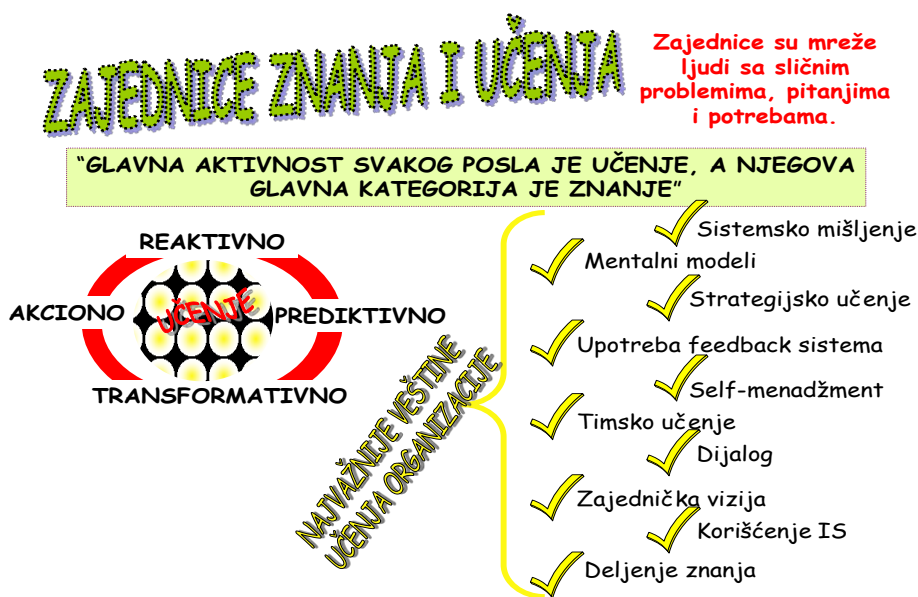 ZAJEDNICE ZNANJA I UČENJA
Zajednice su mreže
ljudi sa sličnim
problemima, pitanjima
i potrebama.
“GLAVNA AKTIVNOST SVAKOG POSLA JE UČENJE, A NJEGOVA
GLAVNA KATEGORIJA JE ZNANJE”
REAKTIVNO
AKCIONO
UČENJE
PREDIKTIVNO
TRANSFORMATIVNO
NAJVAŽNIJE VEŠTINE
UČENJA ORGANIZACIJE
Sistemsko mišljenje
Mentalni modeli
Strategijsko učenje
Upotreba feedback sistema
Self-menadžment
Timsko učenje
Dijalog
Zajednička vizija
Korišćenje IS
Deljenje znanja